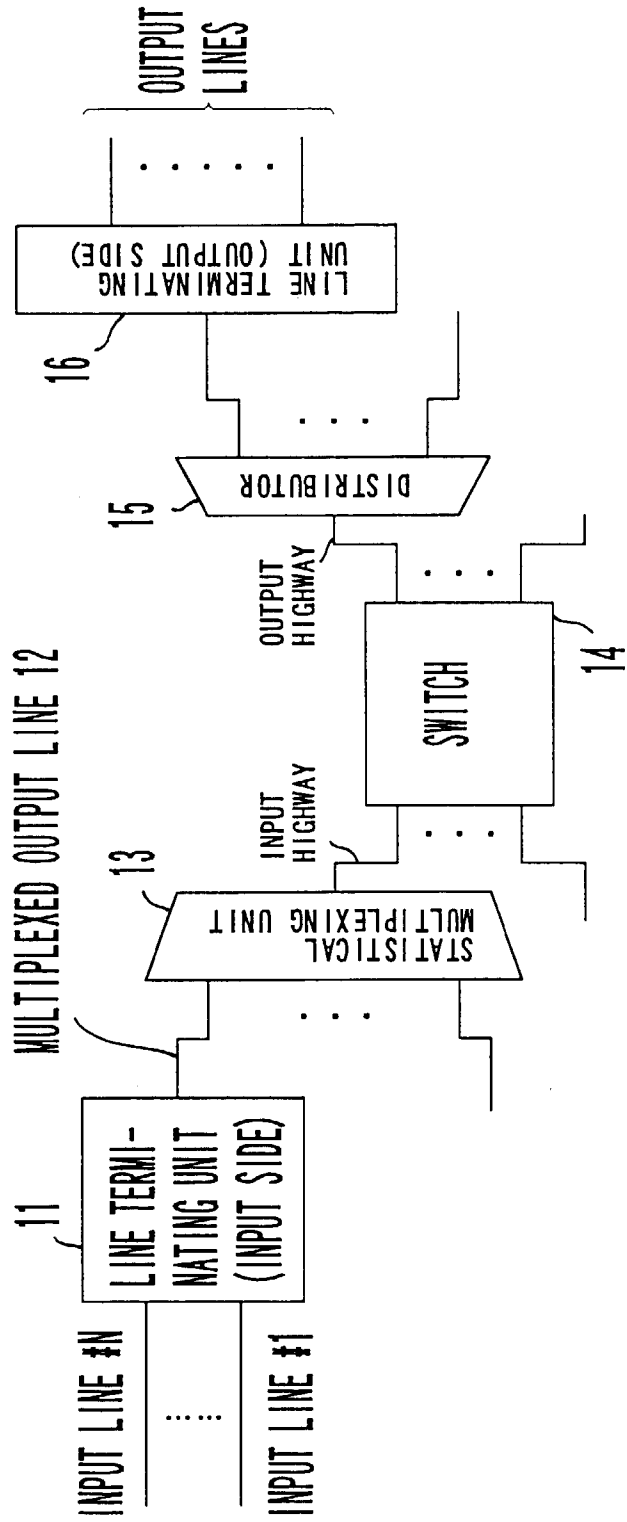 INPUT LINE #N
INPUT LINE #1
11
LINE TERMI-
NATING UNIT
(INPUT SIDE)
MULTIPLEXED OUTPUT LINE 12
13
STATISTICAL
MULTIPLEXING UNIT
INPUT
HIGHWAY
SWITCH
14
OUTPUT
HIGHWAY
15
DISTRIBUTOR
16
LINE TERMINATING
UNIT (OUTPUT SIDE)
OUTPUT
LINES